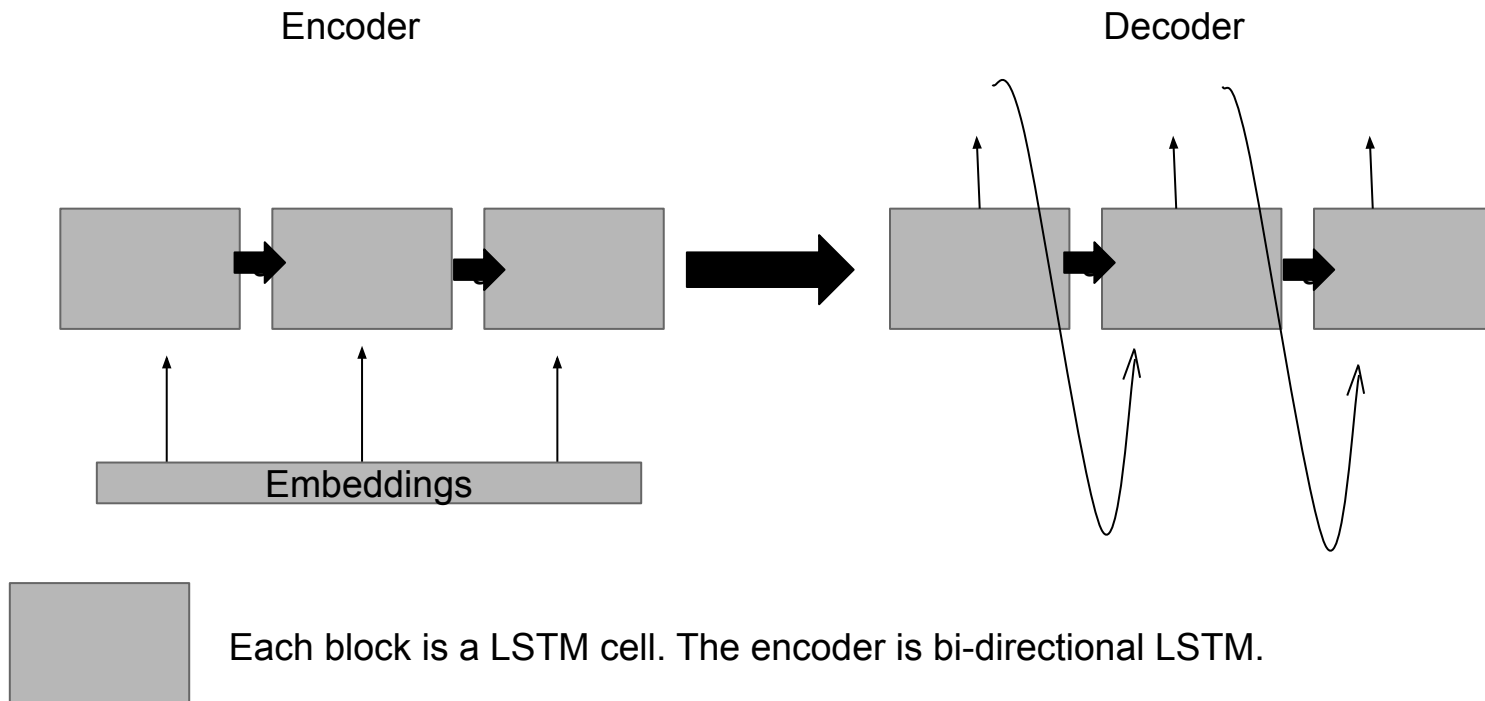 Encoder
Decoder
Embeddings
Each block is a LSTM cell. The encoder is bi-directional LSTM.